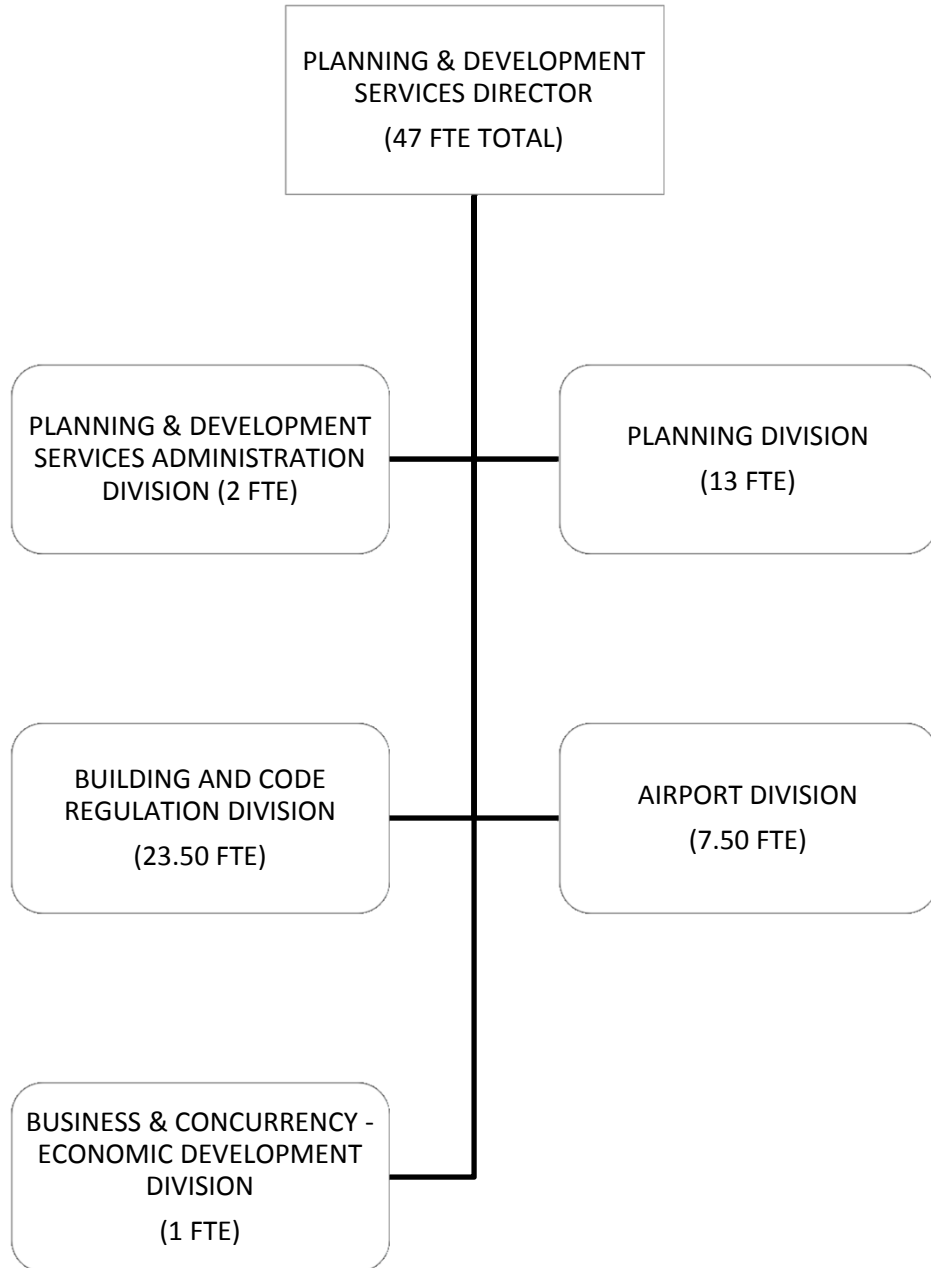 PLANNING & DEVELOPMENT
SERVICES DIRECTOR
(47 FTE TOTAL)
PLANNING & DEVELOPMENT
SERVICES ADMINISTRATION
DIVISION (2 FTE)
PLANNING DIVISION
(13 FTE)
BUILDING AND CODE
REGULATION DIVISION
(23.50 FTE)
AIRPORT DIVISION
(7.50 FTE)
BUSINESS & CONCURRENCY -
ECONOMIC DEVELOPMENT
DIVISION
(1 FTE)